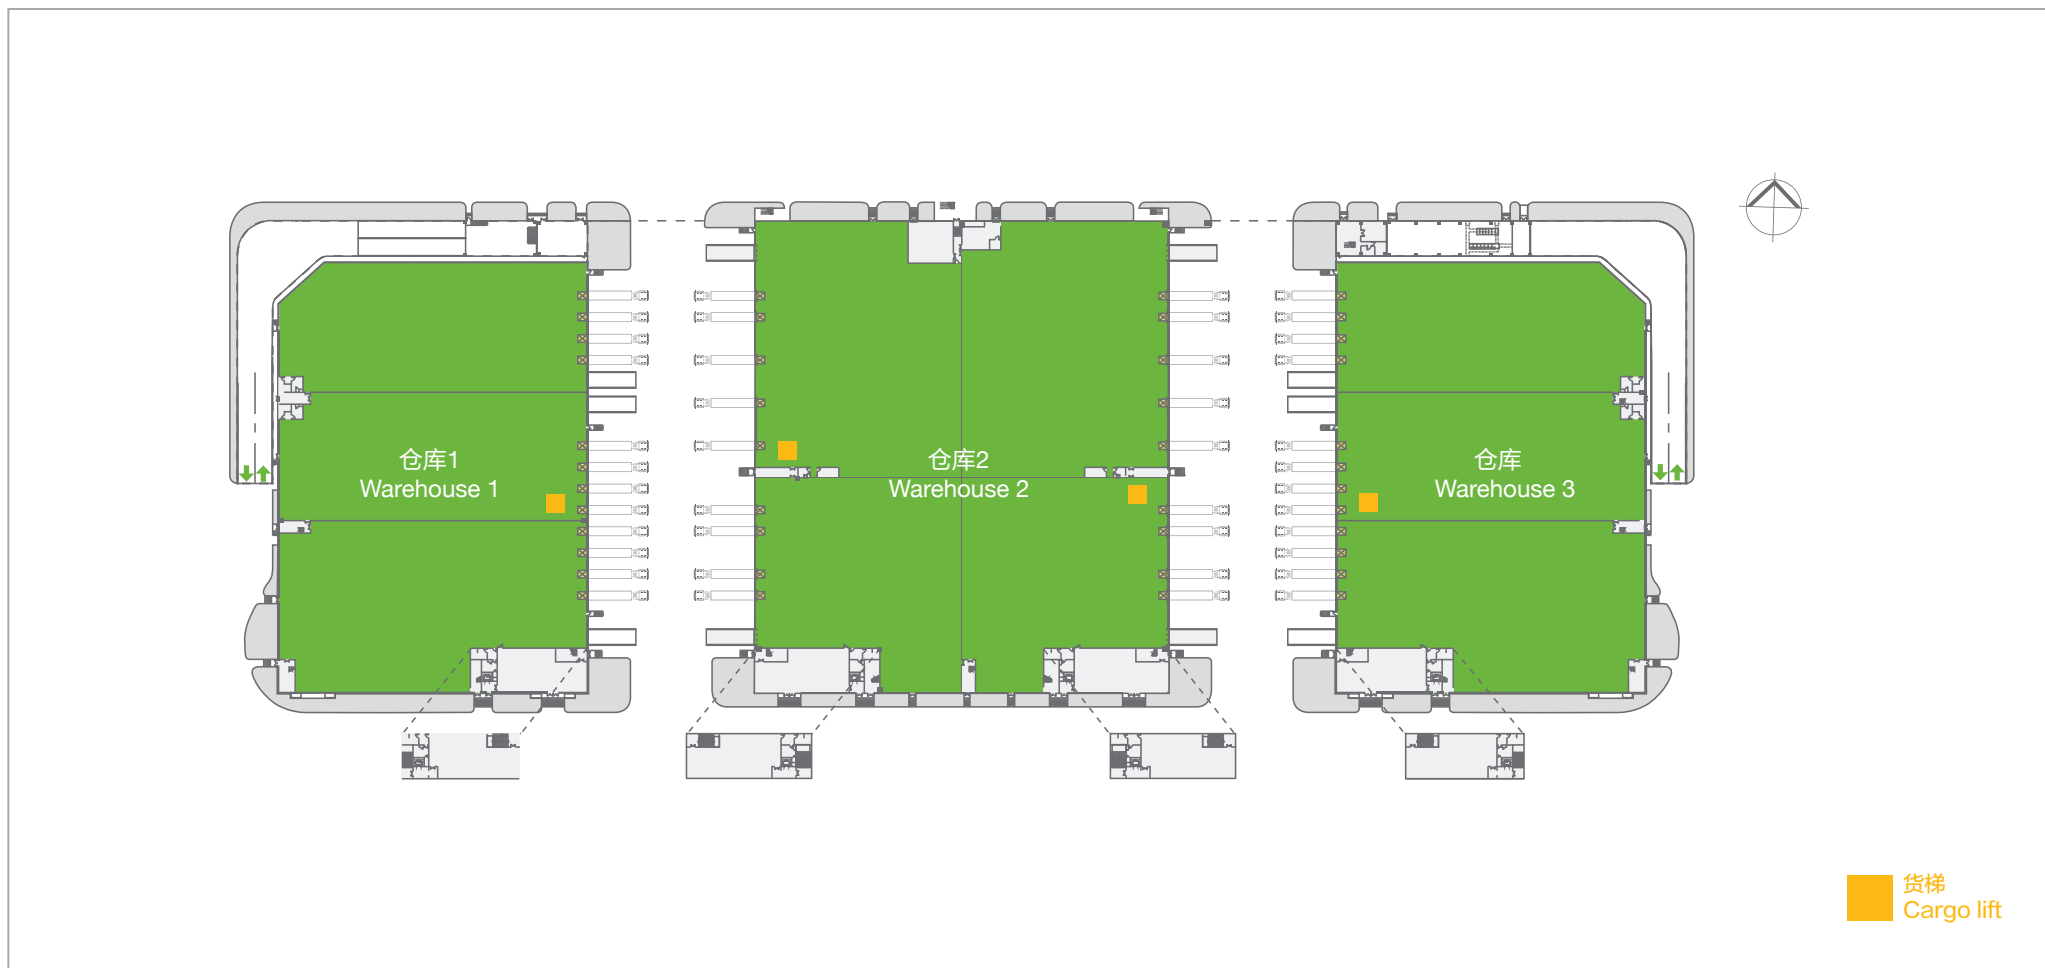 仓库1
Warehouse 1
仓库2
Warehouse 2
仓库
Warehouse 3
货梯
Cargo lift